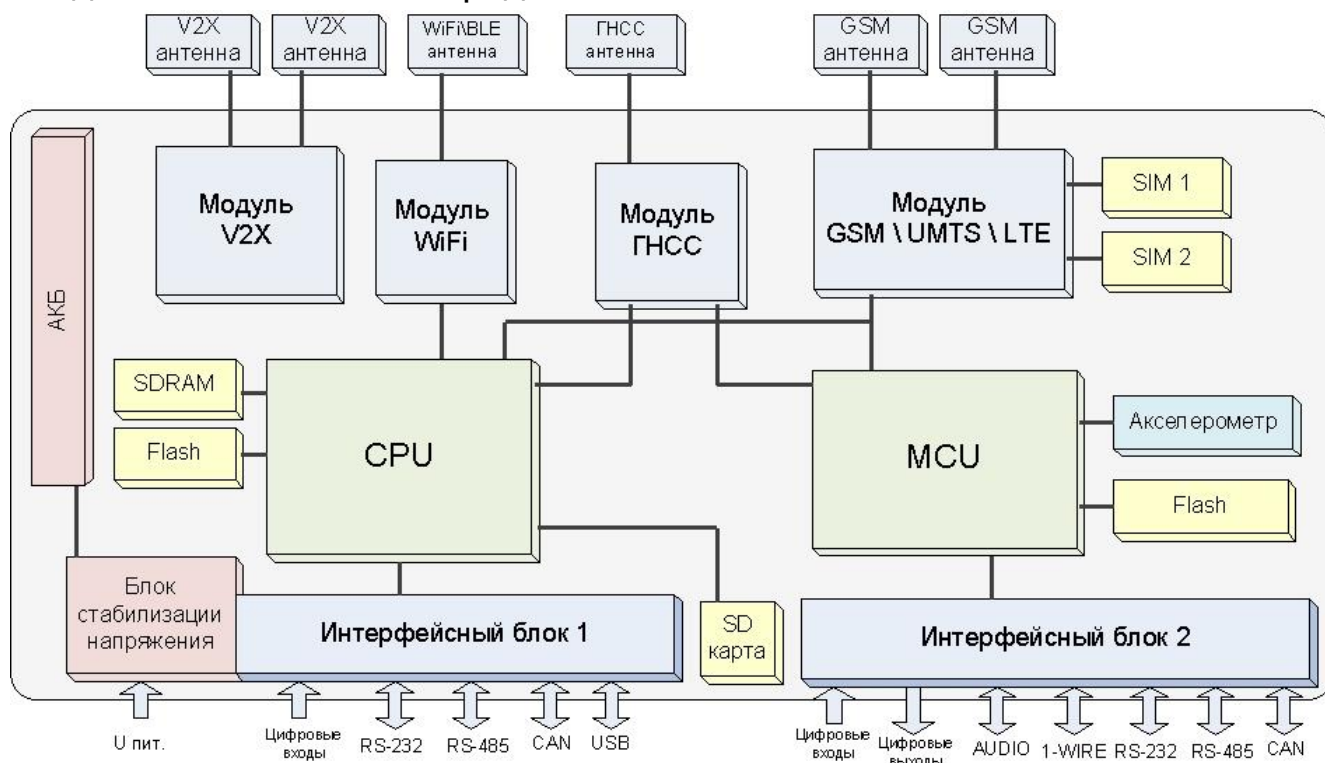 V2X
антенна
V2X
антенна
WiFi\BLE
антенна
ГНСС
антенна
GSM
антенна
GSM
антенна
АКБ
Модуль
V2X
Модуль
WiFi
Модуль
ГНСС
Модуль
GSM \ UMTS \ LTE
SIM 1
SIM 2
SDRAM
Flash
CPU
MCU
Акселерометр
Flash
Блок
стабилизации
напряжения
Интерфейсный блок 1
SD
карта
Интерфейсный блок 2
U пит.
Цифровые
входы
RS-232
RS-485
CAN
USB
Цифровые
входы
Цифровые
выходы
AUDIO
1-WIRE
RS-232
RS-485
CAN